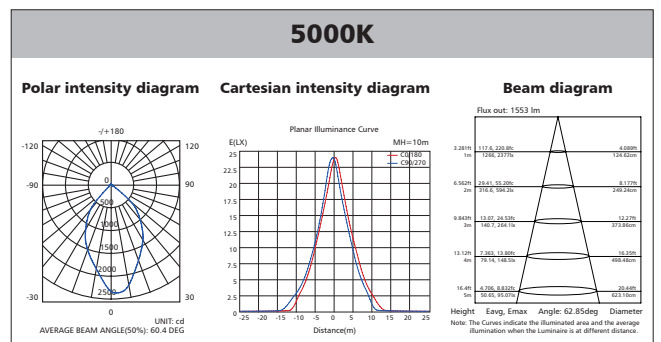 5000K
Polar intensity diagram
Cartesian intensity diagram
Beam diagram
-/+180
-120
120
-90
90
-30
30
0
0
500
1000
1500
2000
2500
UNIT: cd
AVERAGE BEAM ANGLE(50%): 60.4 DEG
Planar Illuminance Curve
E(LX)
MH=10m
C0/180
C90/270
25
22.5
20
17.5
15
12.5
10
7.5
5
2.5
0
-25 -20 -15 -10 -5 0 5 10 15 20 25
Distance(m)
Flux out: 1553 lm
3.281ft 117.6, 220.8fc 4.089ft
1m 1266, 2377lx 124.62cm
6.562ft 29.41, 55.20fc 8.177ft
2m 316.6, 594.2lx 249.24cm
9.843ft 13.07, 24.53fc 12.27ft
3m 140.7, 264.1lx 373.86cm
13.12ft 7.363, 13.80fc 16.35ft
4m 79.14, 148.5lx 498.48cm
16.4ft 4.706, 8.832fc 20.44ft
5m 50.65, 95.07lx 623.10cm
Height Eavg, Emax Angle: 62.85deg Diameter
Note: The Curves indicate the illuminated area and the average
illumination when the Luminaire is at different distance.